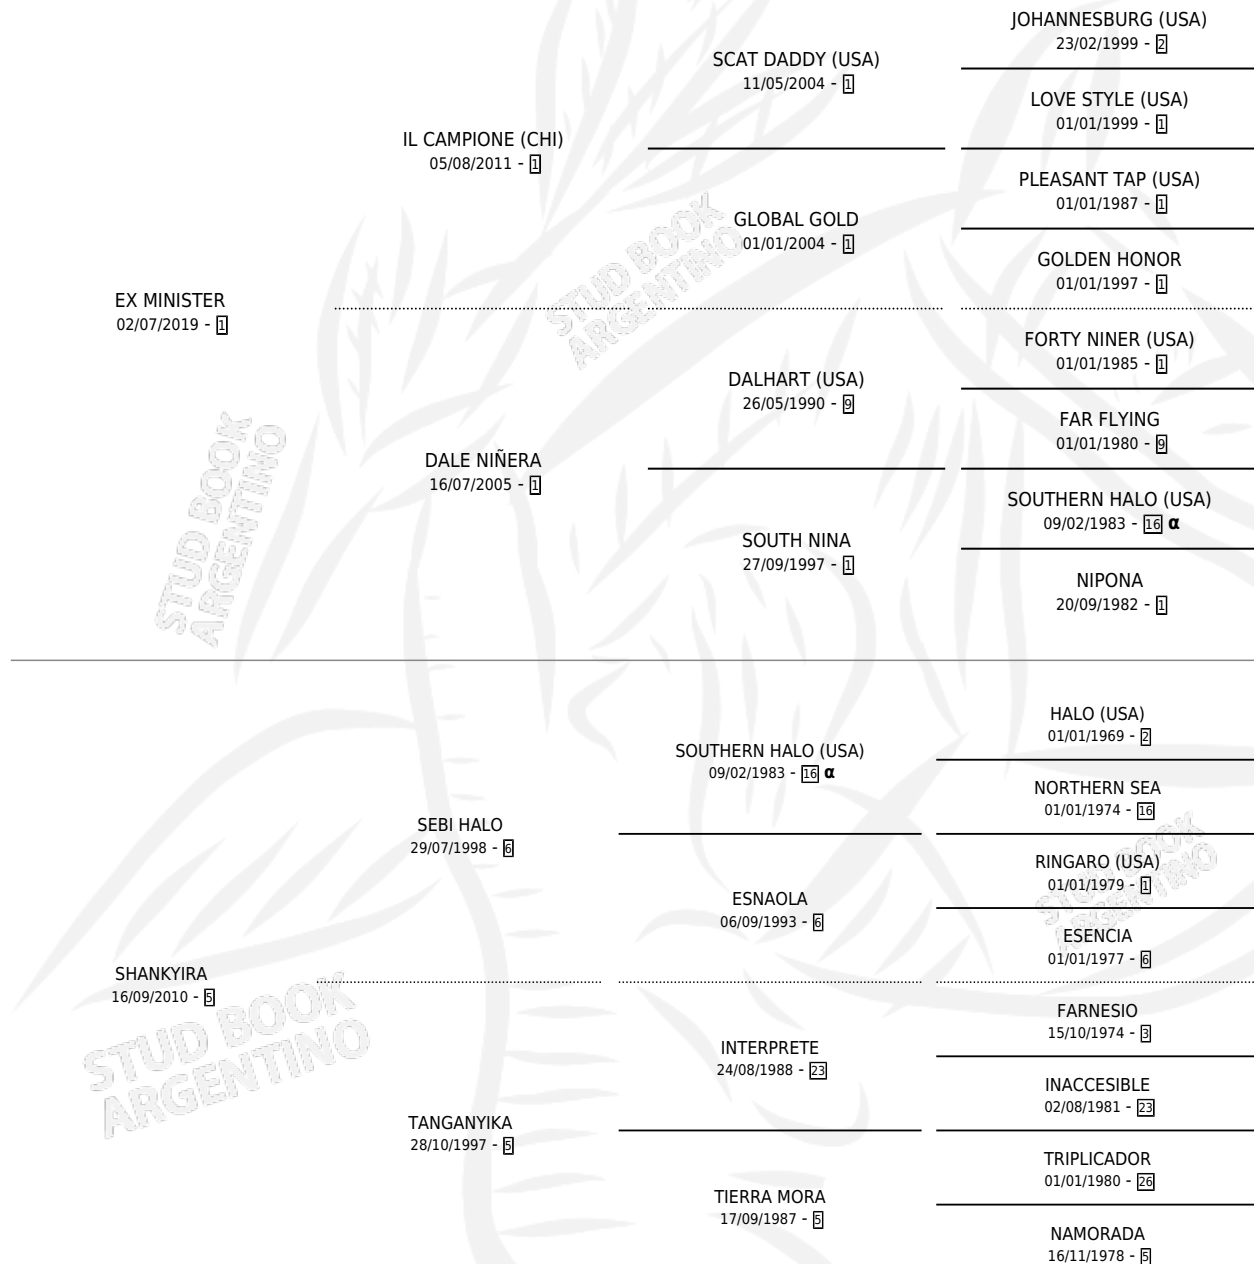 JOHANNESBURG (USA)
23/02/1999 - 2
SCAT DADDY (USA)
11/05/2004 - 1
LOVE STYLE (USA)
01/01/1999 - 1
IL CAMPIONE (CHI)
05/08/2011 - 1
PLEASANT TAP (USA)
01/01/1987 - 1
GLOBAL GOLD
01/01/2004 - 1
GOLDEN HONOR
01/01/1997 - 1
EX MINISTER
02/07/2019 - 1
FORTY NINER (USA)
01/01/1985 - 1
DALHART (USA)
26/05/1990 - 9
FAR FLYING
01/01/1980 - 9
DALE NIÑERA
16/07/2005 - 1
SOUTHERN HALO (USA)
09/02/1983 - 16 α
SOUTH NINA
27/09/1997 - 1
NIPONA
20/09/1982 - 1
HALO (USA)
01/01/1969 - 2
SOUTHERN HALO (USA)
09/02/1983 - 16 α
NORTHERN SEA
01/01/1974 - 16
SEBI HALO
29/07/1998 - 6
RINGARO (USA)
01/01/1979 - 1
ESNAOLA
06/09/1993 - 6
ESENCIA
01/01/1977 - 6
SHANKYIRA
16/09/2010 - 5
FARNESIO
15/10/1974 - 3
INTERPRETE
24/08/1988 - 23
INACCESIBLE
02/08/1981 - 23
TANGANYIKA
28/10/1997 - 5
TRIPLICADOR
01/01/1980 - 26
TIERRA MORA
17/09/1987 - 5
NAMORADA
16/11/1978 - 5
STUD BOOK
ARGENTINO
STUD BOOK
ARGENTINO
STUD BOOK
ARGENTINO
STUD BOOK
ARGENTINO